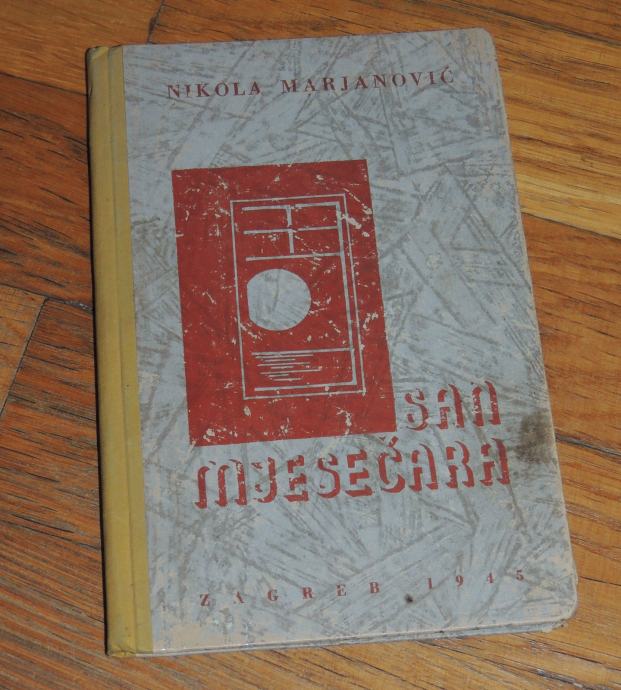 NIKOLA MARJANOVIĆ
SAN
MJESEČARA
ZAGREB 1945